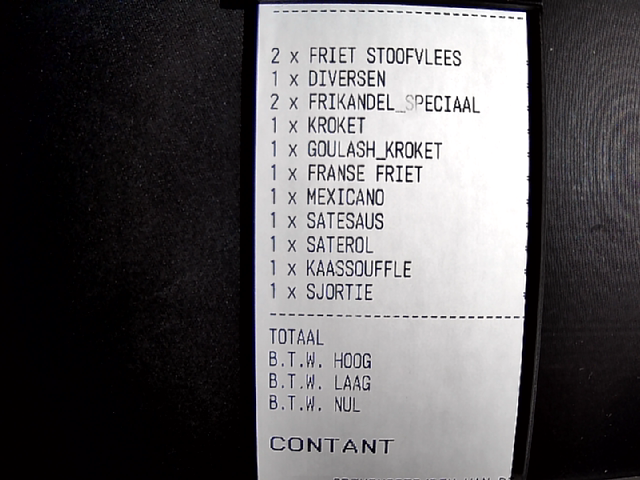 2 x FRIET STOOFVLEES
1 x DIVERSEN
2 x FRIKANDEL_SPECIAAL
1 x KROKET
1 x GOULASH_KROKET
1 x FRANSE FRIET
1 x MEXICANO
1 x SATESAUS
1 x SATEROL
1 x KAASSOUFFLE
1 x SJORTIE
TOTAAL
B.T.W. HOOG
B.T.W. LAAG
B.T.W. NUL
CONTANT